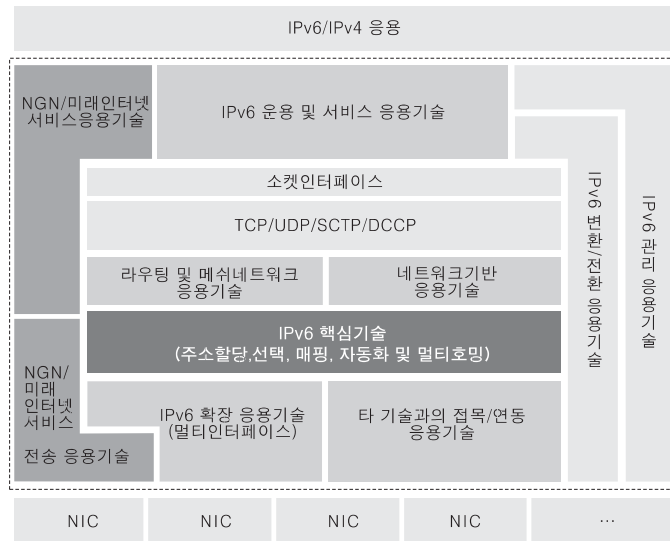 IPv6/IPv4 응용
NGN/미래인터넷
서비스응용기술
IPv6 운용 및 서비스 응용기술
소켓인터페이스
TCP/UDP/SCTP/DCCP
라우팅 및 메쉬네트워크
응용기술
네트워크기반
응용기술
IPv6 핵심기술
(주소할당,선택, 매핑, 자동화 및 멀티호밍)
NGN/
미래
인터넷
서비스
전송 응용기술
IPv6 확장 응용기술
(멀티인터페이스)
타 기술과의 접목/연동
응용기술
IPv6 변환/전환 응용기술
IPv6 관리 응용기술
NIC
NIC
NIC
NIC
···